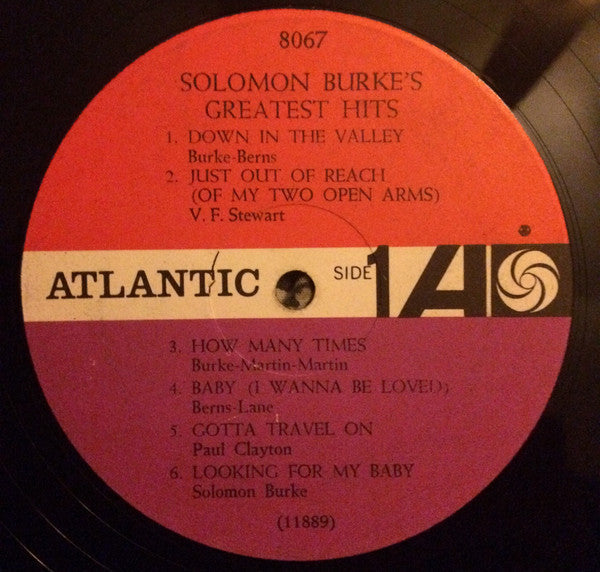 8067
SOLOMON BURKE'S
GREATEST HITS
1. DOWN IN THE VALLEY
Burke-Berns
2. JUST OUT OF REACH
(OF MY TWO OPEN ARMS)
V. F. Stewart
ATLANTIC SIDE 1 A
3. HOW MANY TIMES
Burke-Martin-Martin
4. BABY (I WANNA BE LOVED)
Berns-Lane
5. GOTTA TRAVEL ON
Paul Clayton
6. LOOKING FOR MY BABY
Solomon Burke
(11889)